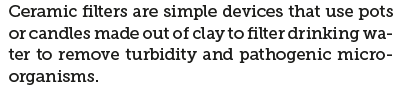 Ceramic filters are simple devices that use pots
or candles made out of clay to filter drinking wa-
ter to remove turbidity and pathogenic micro-
organisms.